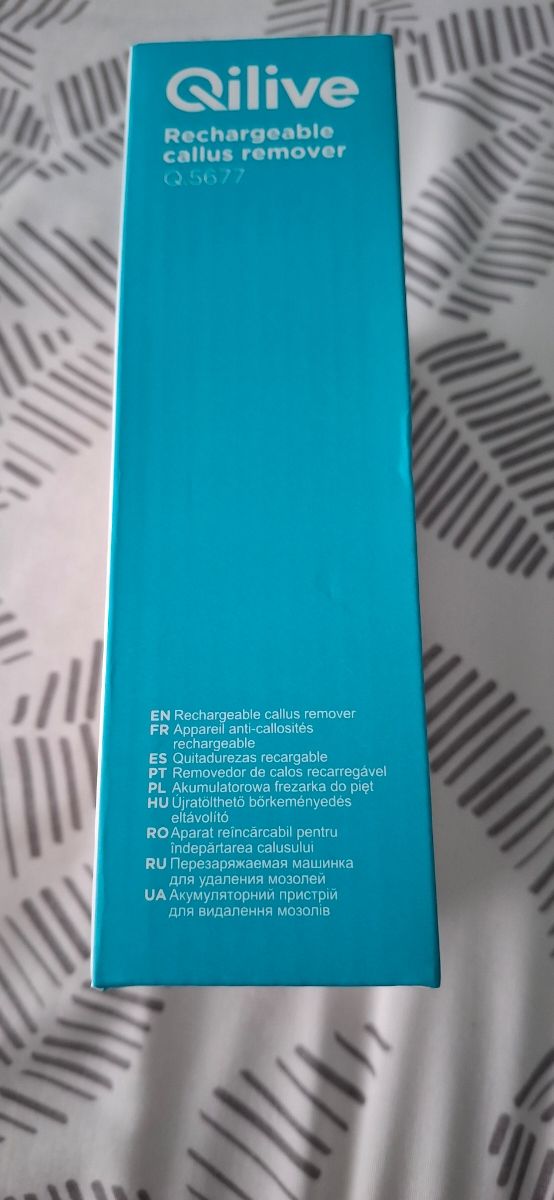 Qilive
Rechargeable
callus remover
Q.5677
EN Rechargeable callus remover
FR Appareil anti-callosités
rechargeable
ES Quitadurezas recargable
PT Removedor de calos recarregável
PL Akumulatorowa frezarka do pięt
HU Újratölthető bőrkeményedés
eltávolító
RO Aparat reîncărcabil pentru
îndepărtarea calusului
RU Перезаряжаемая машинка
для удаления мозолей
UA Акумуляторний пристрій
для видалення мозолів